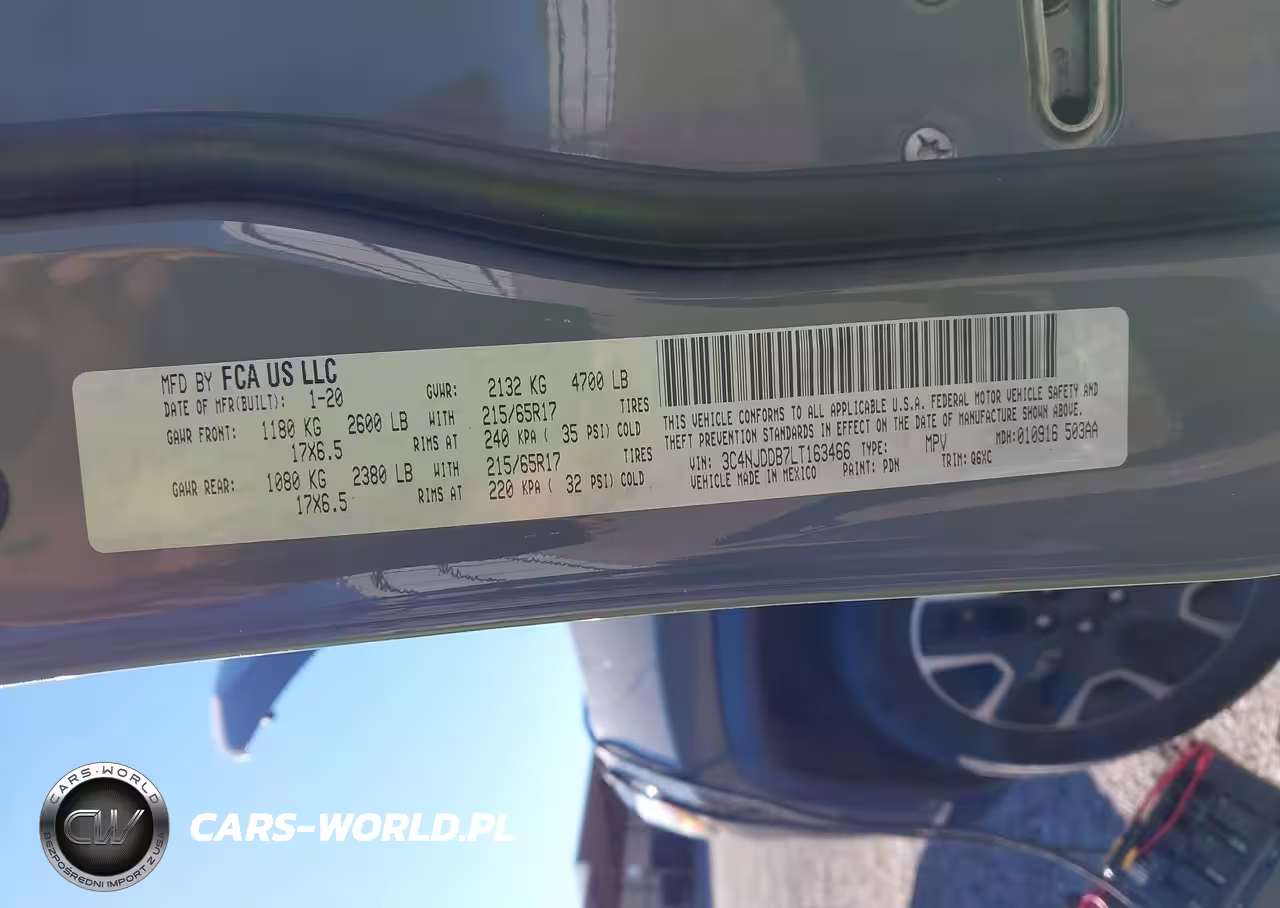 MFD BY FCA US LLC
DATE OF MFR(BUILT): 1-20 GVWR: 2132 KG 4700 LB
GAWR FRONT: 1180 KG 2600 LB WITH 215/65R17 TIRES
17X6.5 RIMS AT 240 KPA ( 35 PSI) COLD
GAWR REAR: 1080 KG 2380 LB WITH 215/65R17 TIRES
17X6.5 RIMS AT 220 KPA ( 32 PSI) COLD
THIS VEHICLE CONFORMS TO ALL APPLICABLE U.S.A. FEDERAL MOTOR VEHICLE SAFETY AND
THEFT PREVENTION STANDARDS IN EFFECT ON THE DATE OF MANUFACTURE SHOWN ABOVE.
VIN: 3C4NJDDB7LT163466 TYPE: MPV MDH:010916 503AA
VEHICLE MADE IN MEXICO PAINT: PDN TRIM: Q6XC
CARS-WORLD
CW
BEZPOŚREDNI IMPORT Z USA
CARS-WORLD.PL